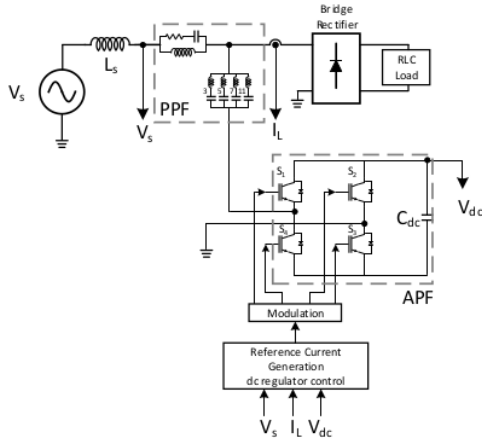 Bridge
Rectifier
RLC
Load
Ls
Vs
PPF
3 5 7 11
Vs
IL
S1
S2
Cdc
Vdc
S4
S3
APF
Modulation
Reference Current
Generation
dc regulator control
Vs IL Vdc